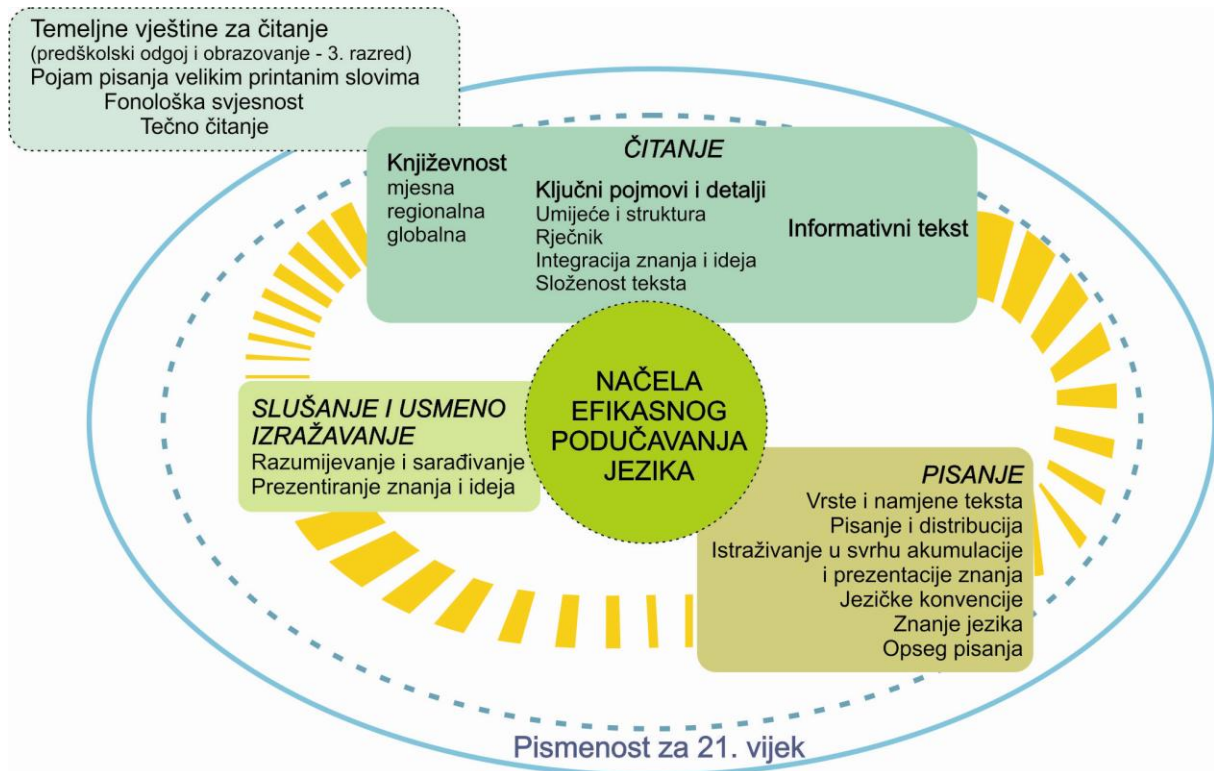 Temeljne vještine za čitanje
(predškolski odgoj i obrazovanje - 3. razred)
Pojam pisanja velikim printanim slovima
Fonološka svjesnost
Tečno čitanje
ČITANJE
Književnost
mjesna
regionalna
globalna
Ključni pojmovi i detalji
Umijeće i struktura
Rječnik
Integracija znanja i ideja
Složenost teksta
Informativni tekst
NAČELA
EFIKASNOG
PODUČAVANJA
JEZIKA
SLUŠANJE I USMENO
IZRAŽAVANJE
Razumijevanje i sarađivanje
Prezentiranje znanja i ideja
PISANJE
Vrste i namjene teksta
Pisanje i distribucija
Istraživanje u svrhu akumulacije
i prezentacije znanja
Jezičke konvencije
Znanje jezika
Opseg pisanja
Pismenost za 21. vijek